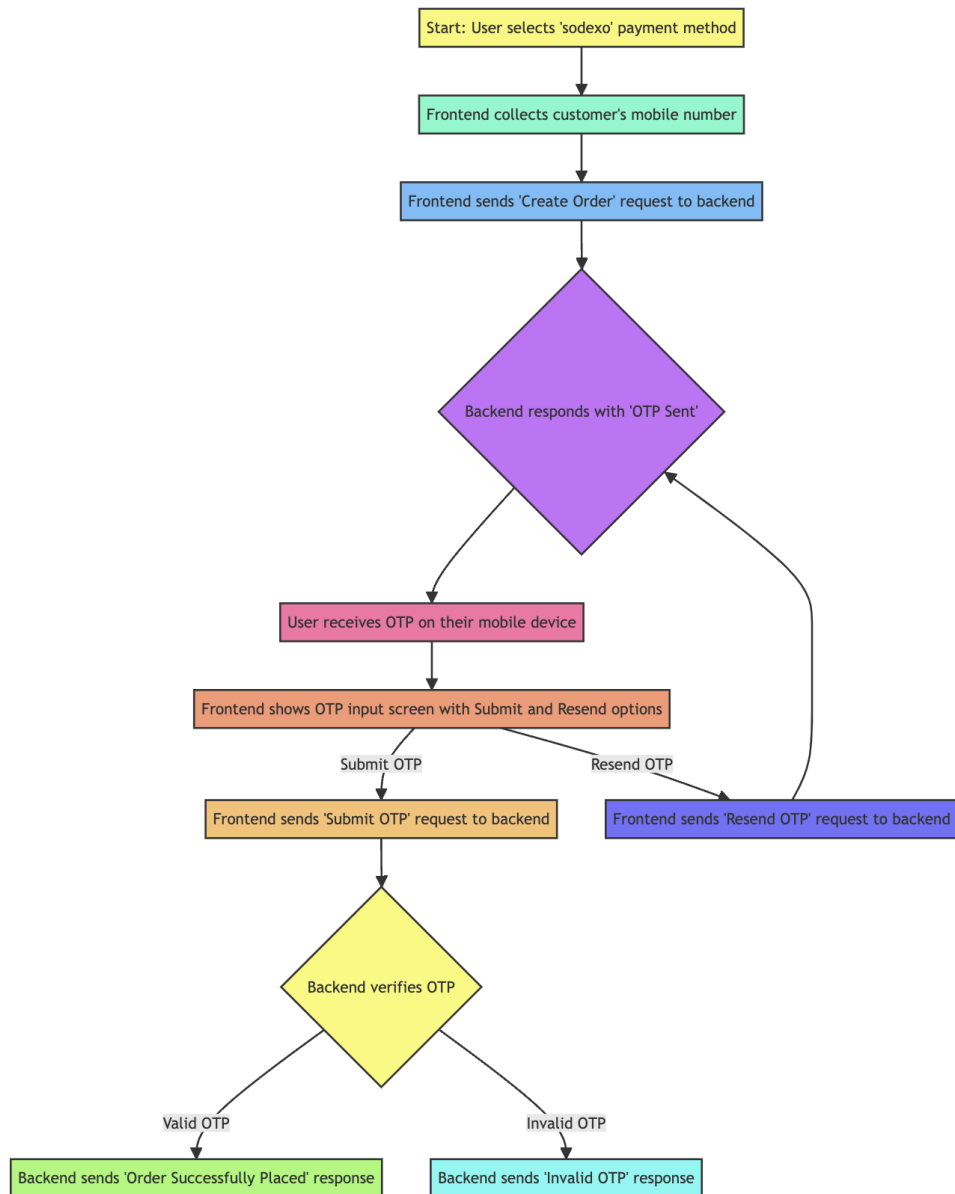 Start: User selects 'sodexo' payment method
Frontend collects customer's mobile number
Frontend sends 'Create Order' request to backend
Backend responds with 'OTP Sent'
User receives OTP on their mobile device
Frontend shows OTP input screen with Submit and Resend options
Submit OTP
Resend OTP
Frontend sends 'Submit OTP' request to backend
Frontend sends 'Resend OTP' request to backend
Backend verifies OTP
Valid OTP
Invalid OTP
Backend sends 'Order Successfully Placed' response
Backend sends 'Invalid OTP' response